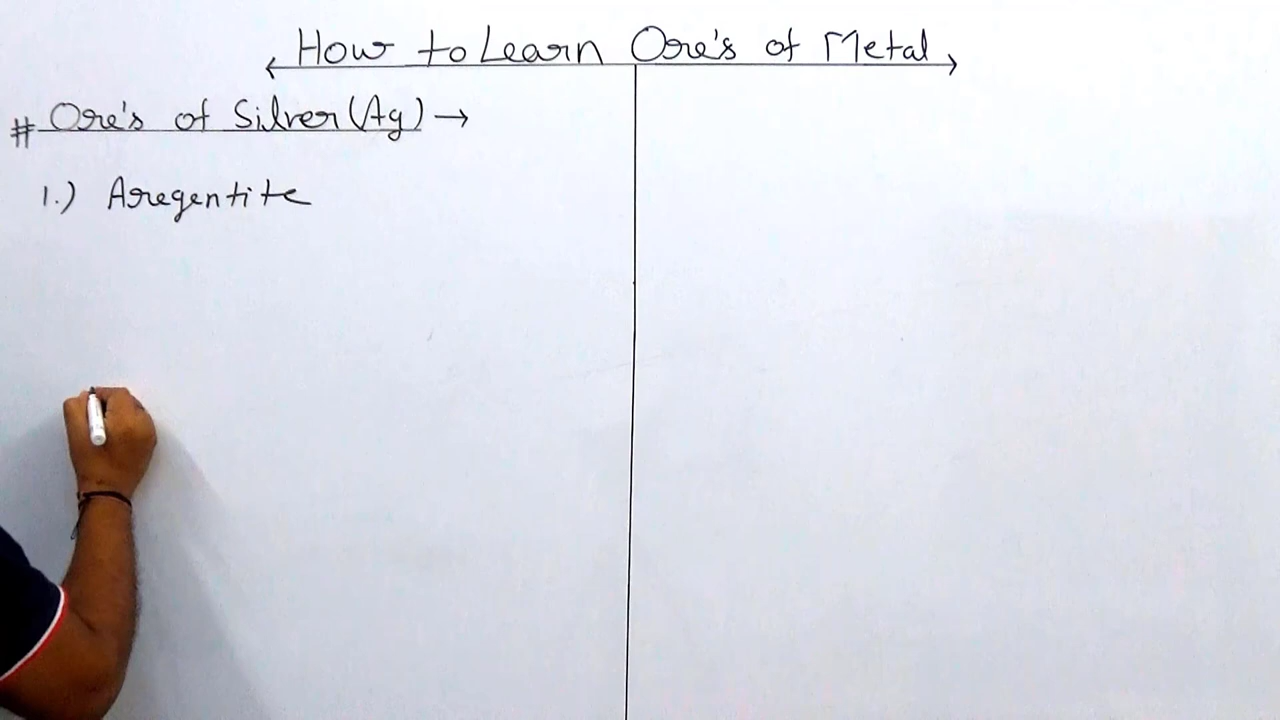 How to Learn Ore's of Metal
# Ore's of Silver (Ag) →
1.) Aregentite